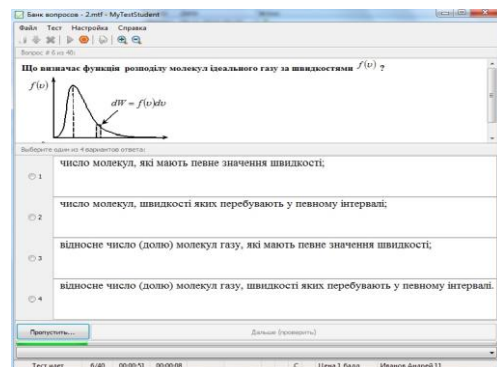 Банк вопросов - 2.mtf - MyTestStudent
Файл Тест Настройка Справка
Вопрос # 6 из 40:
Що визначає функція розподілу молекул ідеального газу за швидкостями f(υ) ?
f(υ)
dW = f(υ)dυ
Выберите один из 4 вариантов ответа:
1 число молекул, які мають певне значення швидкості;
2 число молекул, швидкості яких перебувають у певному інтервалі;
3 відносне число (долю) молекул газу, які мають певне значення швидкості;
4 відносне число (долю) молекул газу, швидкості яких перебувають у певному інтервалі.
Пропустить... Дальше (проверить)
Тест идет 6/40 00:00:51 00:00:08 С Цена 1 балл Иванов Андрей 11